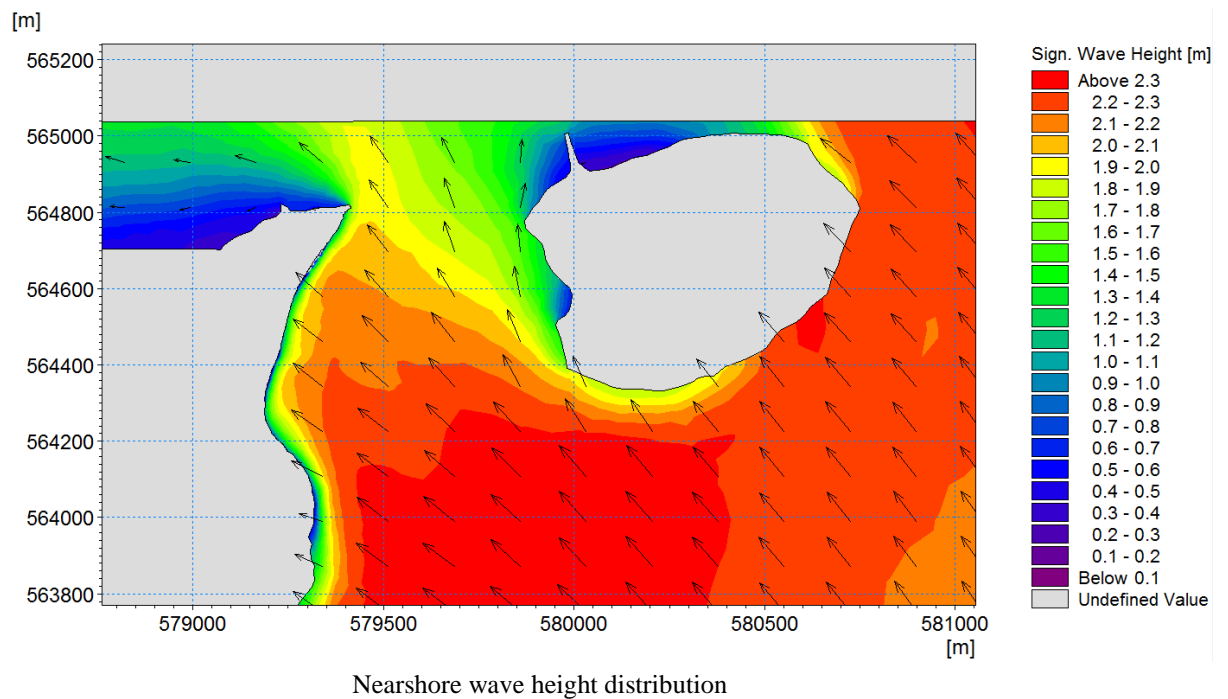 [m]
565200
565000
564800
564600
564400
564200
564000
563800
579000 579500 580000 580500 581000
[m]
Sign. Wave Height [m]
Above 2.3
2.2 - 2.3
2.1 - 2.2
2.0 - 2.1
1.9 - 2.0
1.8 - 1.9
1.7 - 1.8
1.6 - 1.7
1.5 - 1.6
1.4 - 1.5
1.3 - 1.4
1.2 - 1.3
1.1 - 1.2
1.0 - 1.1
0.9 - 1.0
0.8 - 0.9
0.7 - 0.8
0.6 - 0.7
0.5 - 0.6
0.4 - 0.5
0.3 - 0.4
0.2 - 0.3
0.1 - 0.2
Below 0.1
Undefined Value
Nearshore wave height distribution